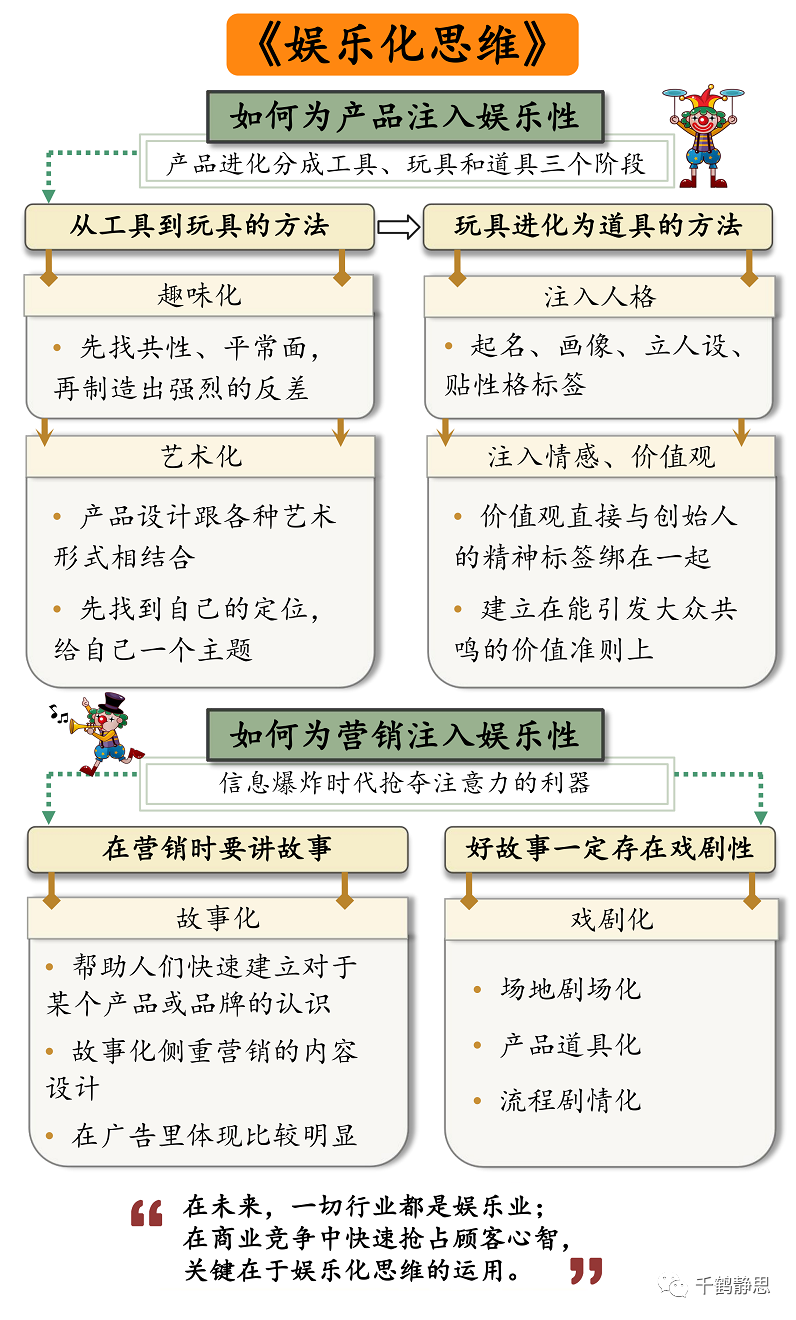 《娱乐化思维》
如何为产品注入娱乐性
产品进化分成工具、玩具和道具三个阶段
从工具到玩具的方法
玩具进化为道具的方法
趣味化
• 先找共性、平常面，
再制造出强烈的反差
注入人格
• 起名、画像、立人设、
贴性格标签
艺术化
• 产品设计跟各种艺术
形式相结合
• 先找到自己的定位，
给自己一个主题
注入情感、价值观
• 价值观直接与创始人
的精神标签绑在一起
• 建立在能引发大众共
鸣的价值准则上
如何为营销注入娱乐性
信息爆炸时代抢夺注意力的利器
在营销时要讲故事
好故事一定存在戏剧性
故事化
• 帮助人们快速建立对于
某个产品或品牌的认识
• 故事化侧重营销的内容
设计
• 在广告里体现比较明显
戏剧化
• 场地剧场化
• 产品道具化
• 流程剧情化
“在未来，一切行业都是娱乐业；
在商业竞争中快速抢占顾客心智，
关键在于娱乐化思维的运用。”
千鹤静思